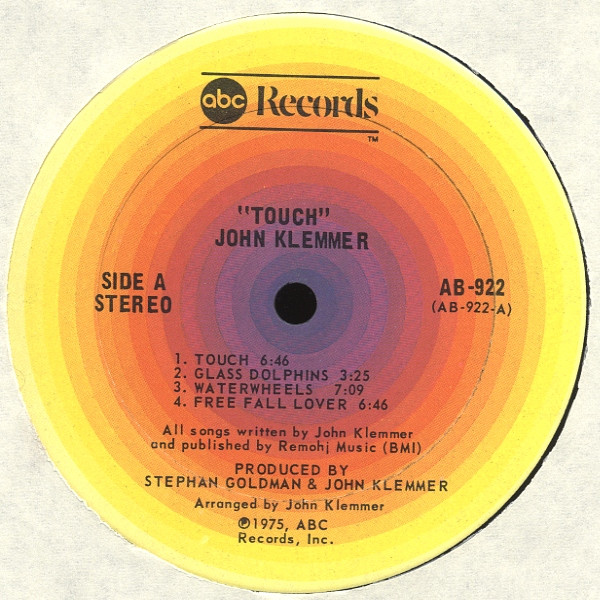 abc Records
TM
"TOUCH"
JOHN KLEMMER
SIDE A
STEREO
AB-922
(AB-922-A)
1. TOUCH 6:46
2. GLASS DOLPHINS 3:25
3. WATERWHEELS 7:09
4. FREE FALL LOVER 6:46
All songs written by John Klemmer
and published by Remohj Music (BMI)
PRODUCED BY
STEPHAN GOLDMAN & JOHN KLEMMER
Arranged by John Klemmer
℗1975, ABC
Records, Inc.